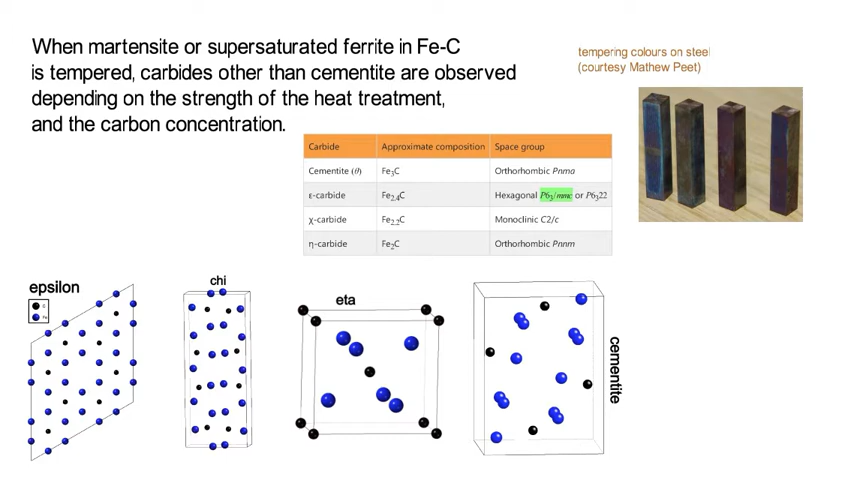 When martensite or supersaturated ferrite in Fe-C
is tempered, carbides other than cementite are observed
depending on the strength of the heat treatment,
and the carbon concentration.
tempering colours on steel
(courtesy Mathew Peet)
Carbide Approximate composition Space group
Cementite (θ) Fe₃C Orthorhombic Pnma
ε-carbide Fe₂.₄C Hexagonal P6₃/mmc or P6₃22
χ-carbide Fe₂.₂C Monoclinic C2/c
η-carbide Fe₂C Orthorhombic Pnnm
epsilon
C
Fe
chi
eta
cementite